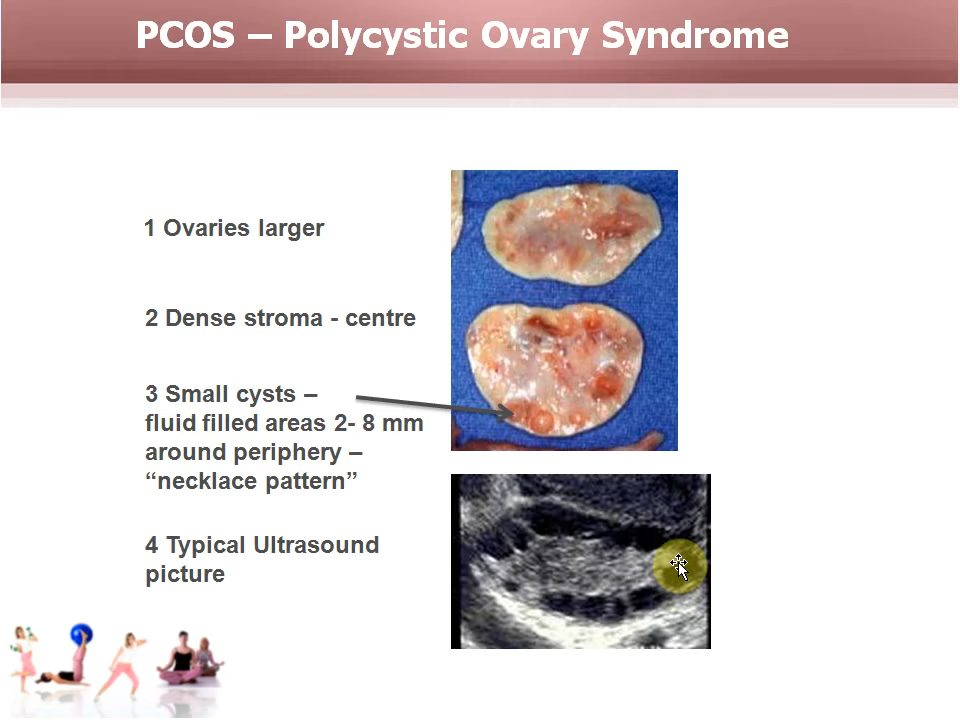 PCOS – Polycystic Ovary Syndrome
1 Ovaries larger
2 Dense stroma - centre
3 Small cysts –
fluid filled areas 2- 8 mm
around periphery –
“necklace pattern”
4 Typical Ultrasound
picture